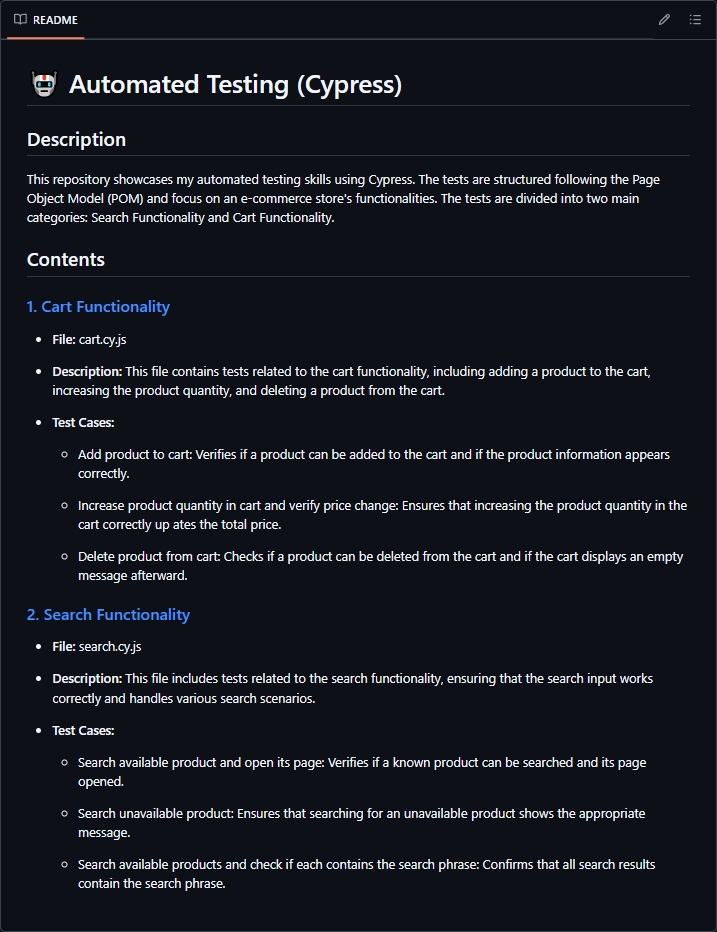 README
Automated Testing (Cypress)
Description
This repository showcases my automated testing skills using Cypress. The tests are structured following the Page
Object Model (POM) and focus on an e-commerce store's functionalities. The tests are divided into two main
categories: Search Functionality and Cart Functionality.
Contents
1. Cart Functionality
File: cart.cy.js
Description: This file contains tests related to the cart functionality, including adding a product to the cart,
increasing the product quantity, and deleting a product from the cart.
Test Cases:
Add product to cart: Verifies if a product can be added to the cart and if the product information appears
correctly.
Increase product quantity in cart and verify price change: Ensures that increasing the product quantity in the
cart correctly up ates the total price.
Delete product from cart: Checks if a product can be deleted from the cart and if the cart displays an empty
message afterward.
2. Search Functionality
File: search.cy.js
Description: This file includes tests related to the search functionality, ensuring that the search input works
correctly and handles various search scenarios.
Test Cases:
Search available product and open its page: Verifies if a known product can be searched and its page
opened.
Search unavailable product: Ensures that searching for an unavailable product shows the appropriate
message.
Search available products and check if each contains the search phrase: Confirms that all search results
contain the search phrase.